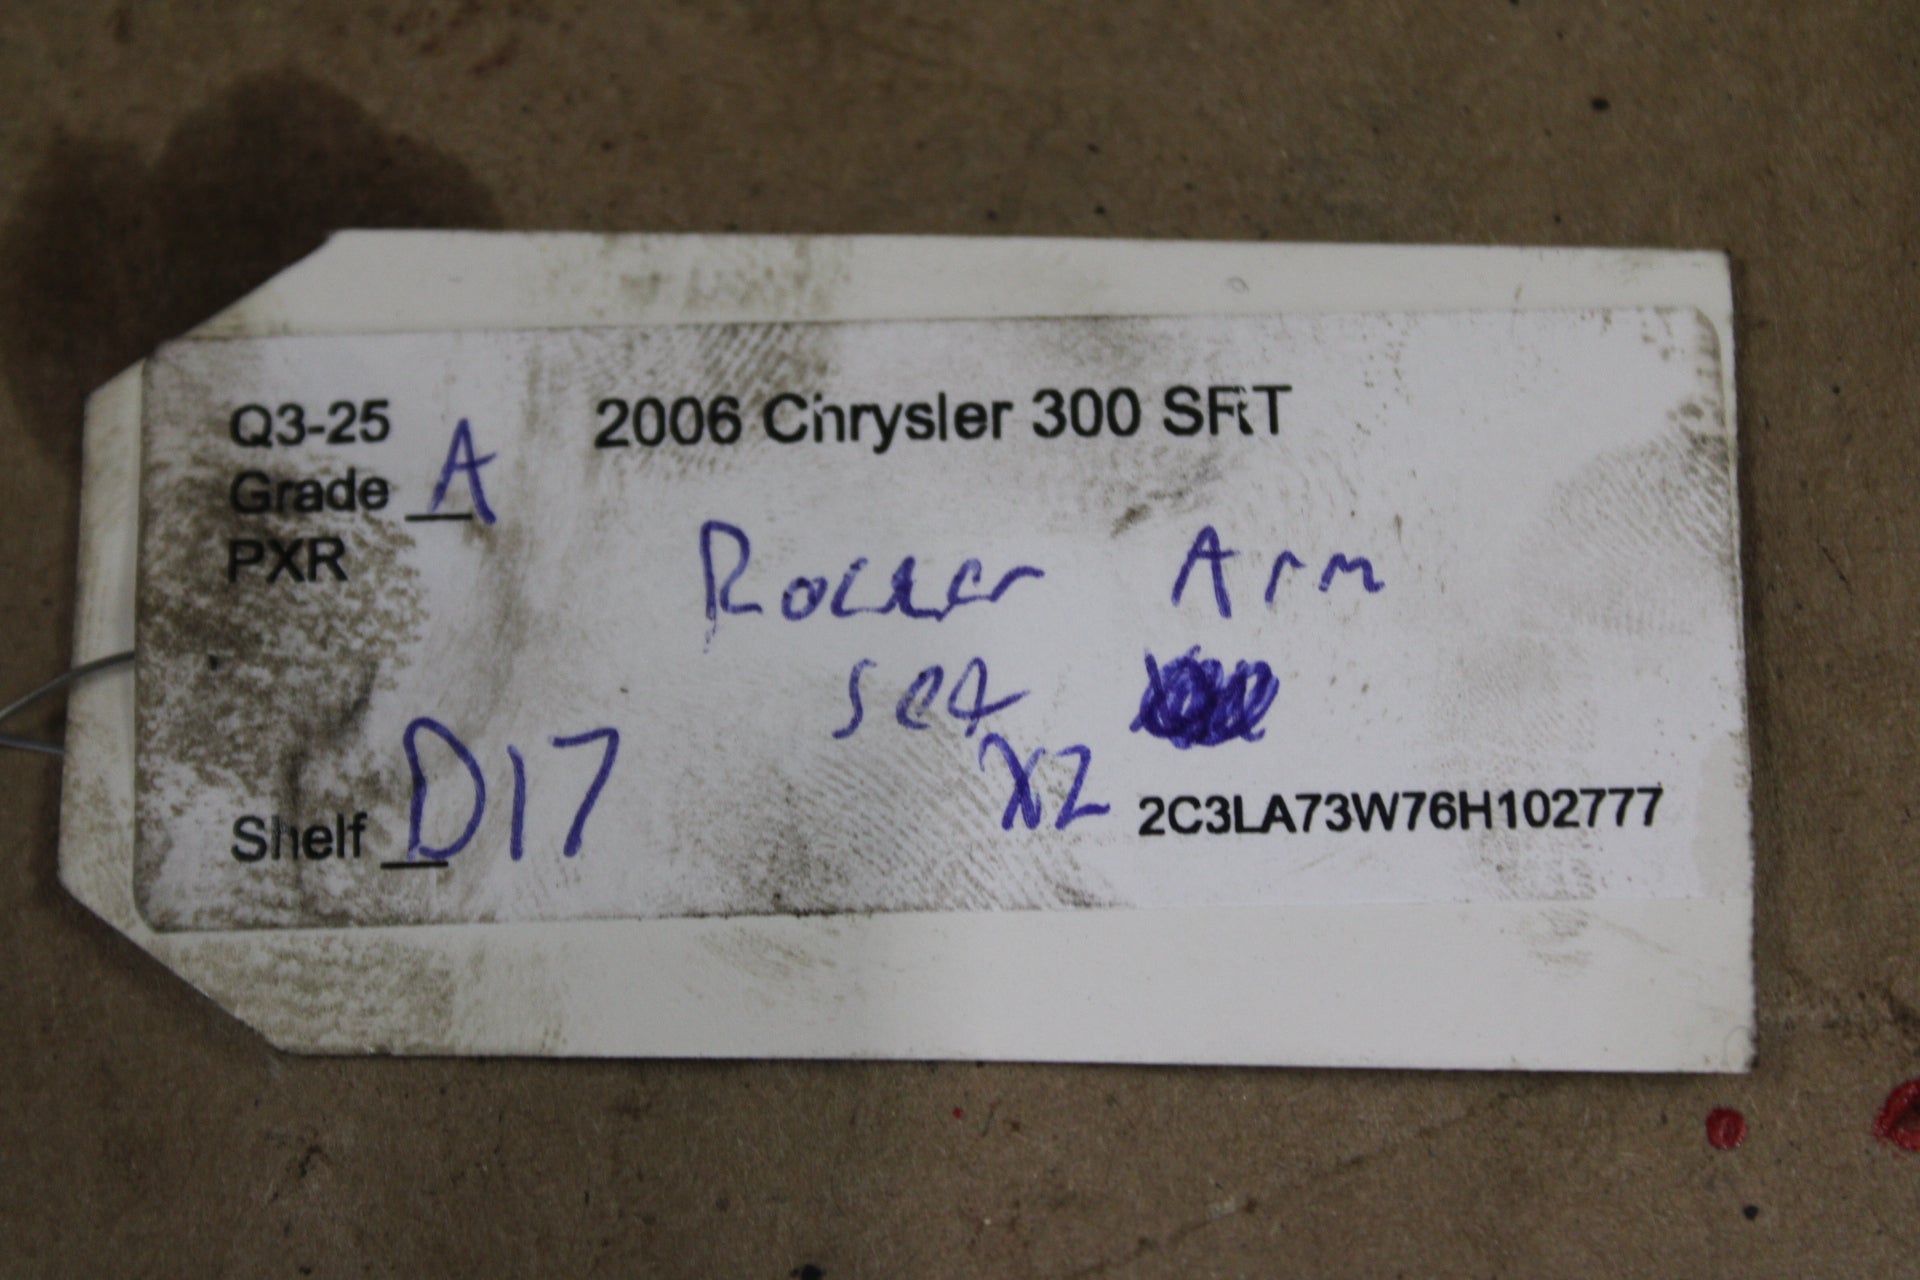 Q3-25 2006 Chrysler 300 SRT
Grade A
PXR
Rocker Arm
set
X2
Shelf D17
2C3LA73W76H102777